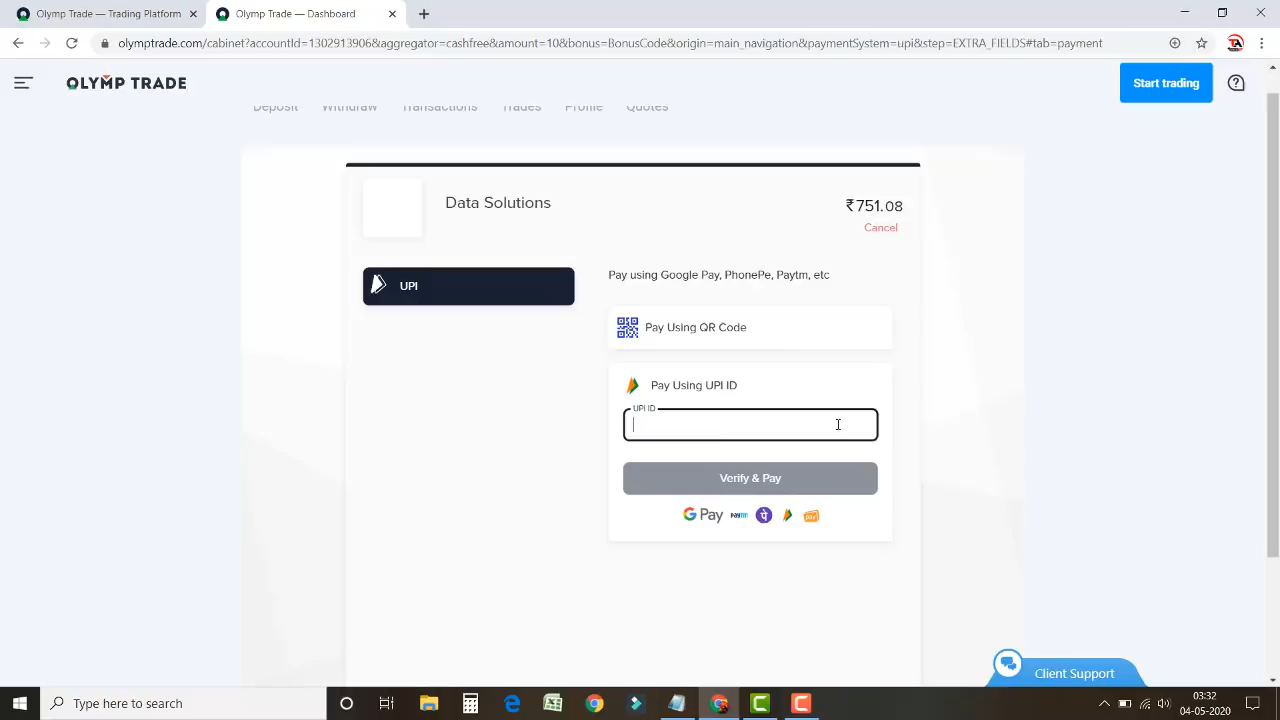 Olymp Trade — Trading Platform
Olymp Trade — Dashboard
olymptrade.com/cabinet?accountId=1302913906&aggregator=cashfree&amount=10&bonus=BonusCode&origin=main_navigation&paymentSystem=upi&step=EXTRA_FIELDS#tab=payment
OLYMP TRADE
Start trading
Deposit Withdraw Transactions Trades Profile Quotes
Data Solutions
₹751.08
Cancel
UPI
Pay using Google Pay, PhonePe, Paytm, etc
Pay Using QR Code
Pay Using UPI ID
UPI ID
Verify & Pay
G Pay Paytm पे pay
Client Support
Type here to search
03:32
04-05-2020